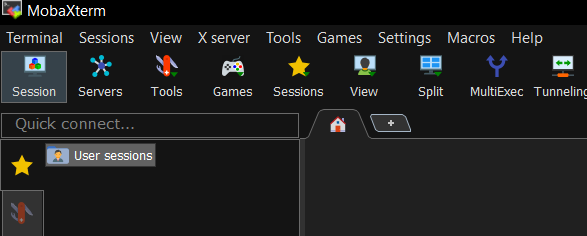 MobaXterm
Terminal Sessions View X server Tools Games Settings Macros Help
Session Servers Tools Games Sessions View Split MultiExec Tunneling
Quick connect...
User sessions